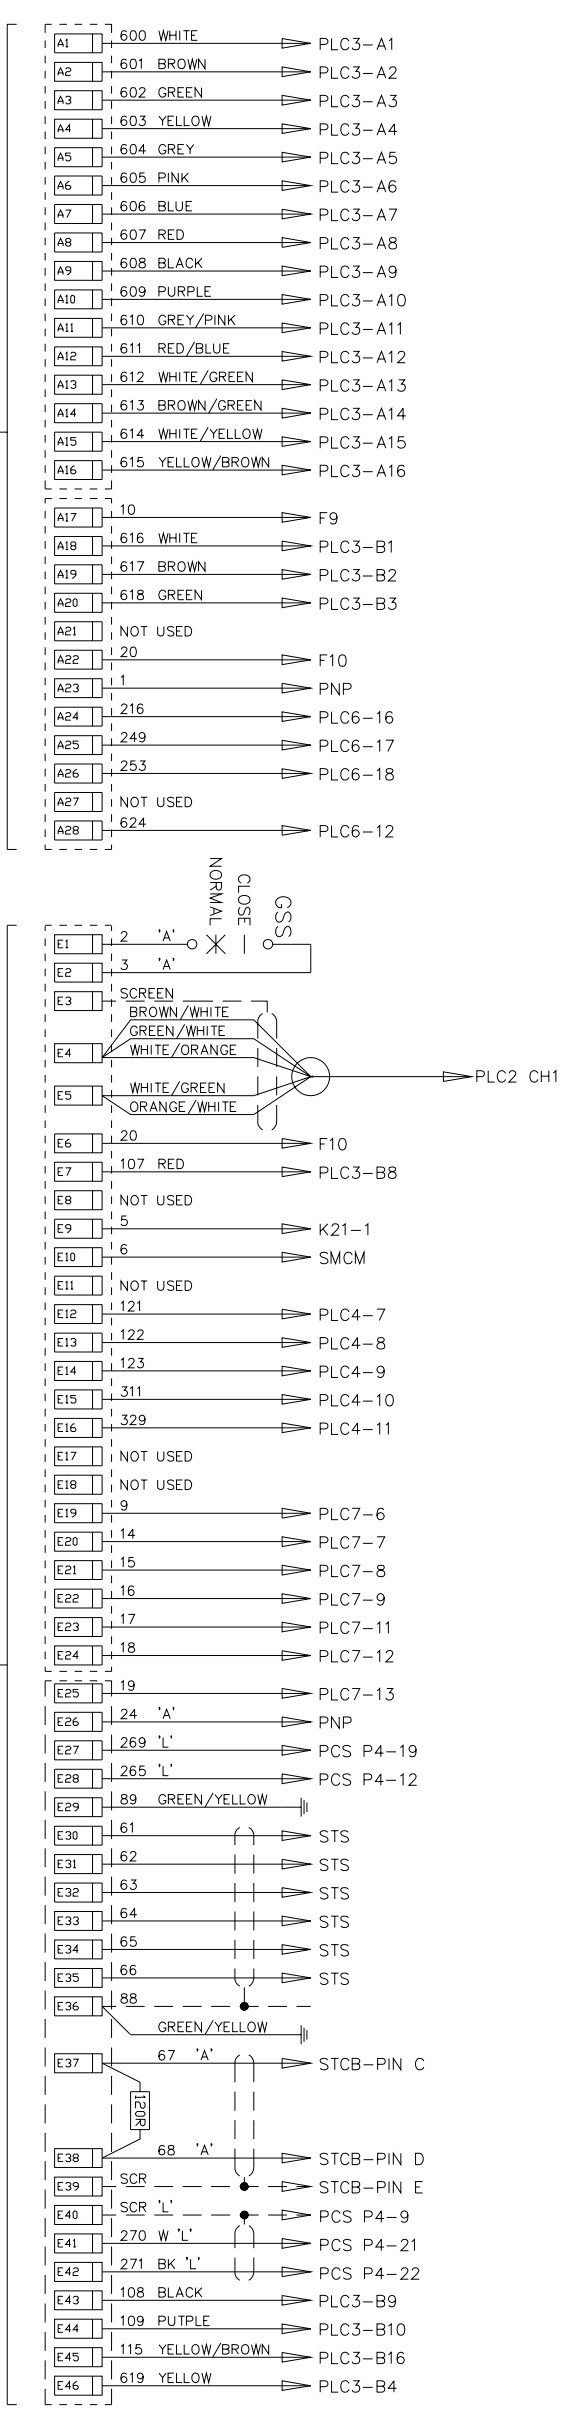 A1 600 WHITE PLC3-A1
A2 601 BROWN PLC3-A2
A3 602 GREEN PLC3-A3
A4 603 YELLOW PLC3-A4
A5 604 GREY PLC3-A5
A6 605 PINK PLC3-A6
A7 606 BLUE PLC3-A7
A8 607 RED PLC3-A8
A9 608 BLACK PLC3-A9
A10 609 PURPLE PLC3-A10
A11 610 GREY/PINK PLC3-A11
A12 611 RED/BLUE PLC3-A12
A13 612 WHITE/GREEN PLC3-A13
A14 613 BROWN/GREEN PLC3-A14
A15 614 WHITE/YELLOW PLC3-A15
A16 615 YELLOW/BROWN PLC3-A16
A17 10 F9
A18 616 WHITE PLC3-B1
A19 617 BROWN PLC3-B2
A20 618 GREEN PLC3-B3
A21 NOT USED
A22 20 F10
A23 1 PNP
A24 216 PLC6-16
A25 249 PLC6-17
A26 253 PLC6-18
A27 NOT USED
A28 624 PLC6-12
NORMAL
CLOSE
GSS
E1 2 'A'
E2 3 'A'
E3 SCREEN
BROWN/WHITE
GREEN/WHITE
E4 WHITE/ORANGE
PLC2 CH1
E5 WHITE/GREEN
ORANGE/WHITE
E6 20 F10
E7 107 RED PLC3-B8
E8 NOT USED
E9 5 K21-1
E10 6 SMCM
E11 NOT USED
E12 121 PLC4-7
E13 122 PLC4-8
E14 123 PLC4-9
E15 311 PLC4-10
E16 329 PLC4-11
E17 NOT USED
E18 NOT USED
E19 9 PLC7-6
E20 14 PLC7-7
E21 15 PLC7-8
E22 16 PLC7-9
E23 17 PLC7-11
E24 18 PLC7-12
E25 19 PLC7-13
E26 24 'A' PNP
E27 269 'L' PCS P4-19
E28 265 'L' PCS P4-12
E29 89 GREEN/YELLOW
E30 61 STS
E31 62 STS
E32 63 STS
E33 64 STS
E34 65 STS
E35 66 STS
E36 88
GREEN/YELLOW
E37 67 'A' STCB-PIN C
120R
E38 68 'A' STCB-PIN D
E39 SCR STCB-PIN E
E40 SCR 'L' PCS P4-9
E41 270 W 'L' PCS P4-21
E42 271 BK 'L' PCS P4-22
E43 108 BLACK PLC3-B9
E44 109 PUTPLE PLC3-B10
E45 115 YELLOW/BROWN PLC3-B16
E46 619 YELLOW PLC3-B4